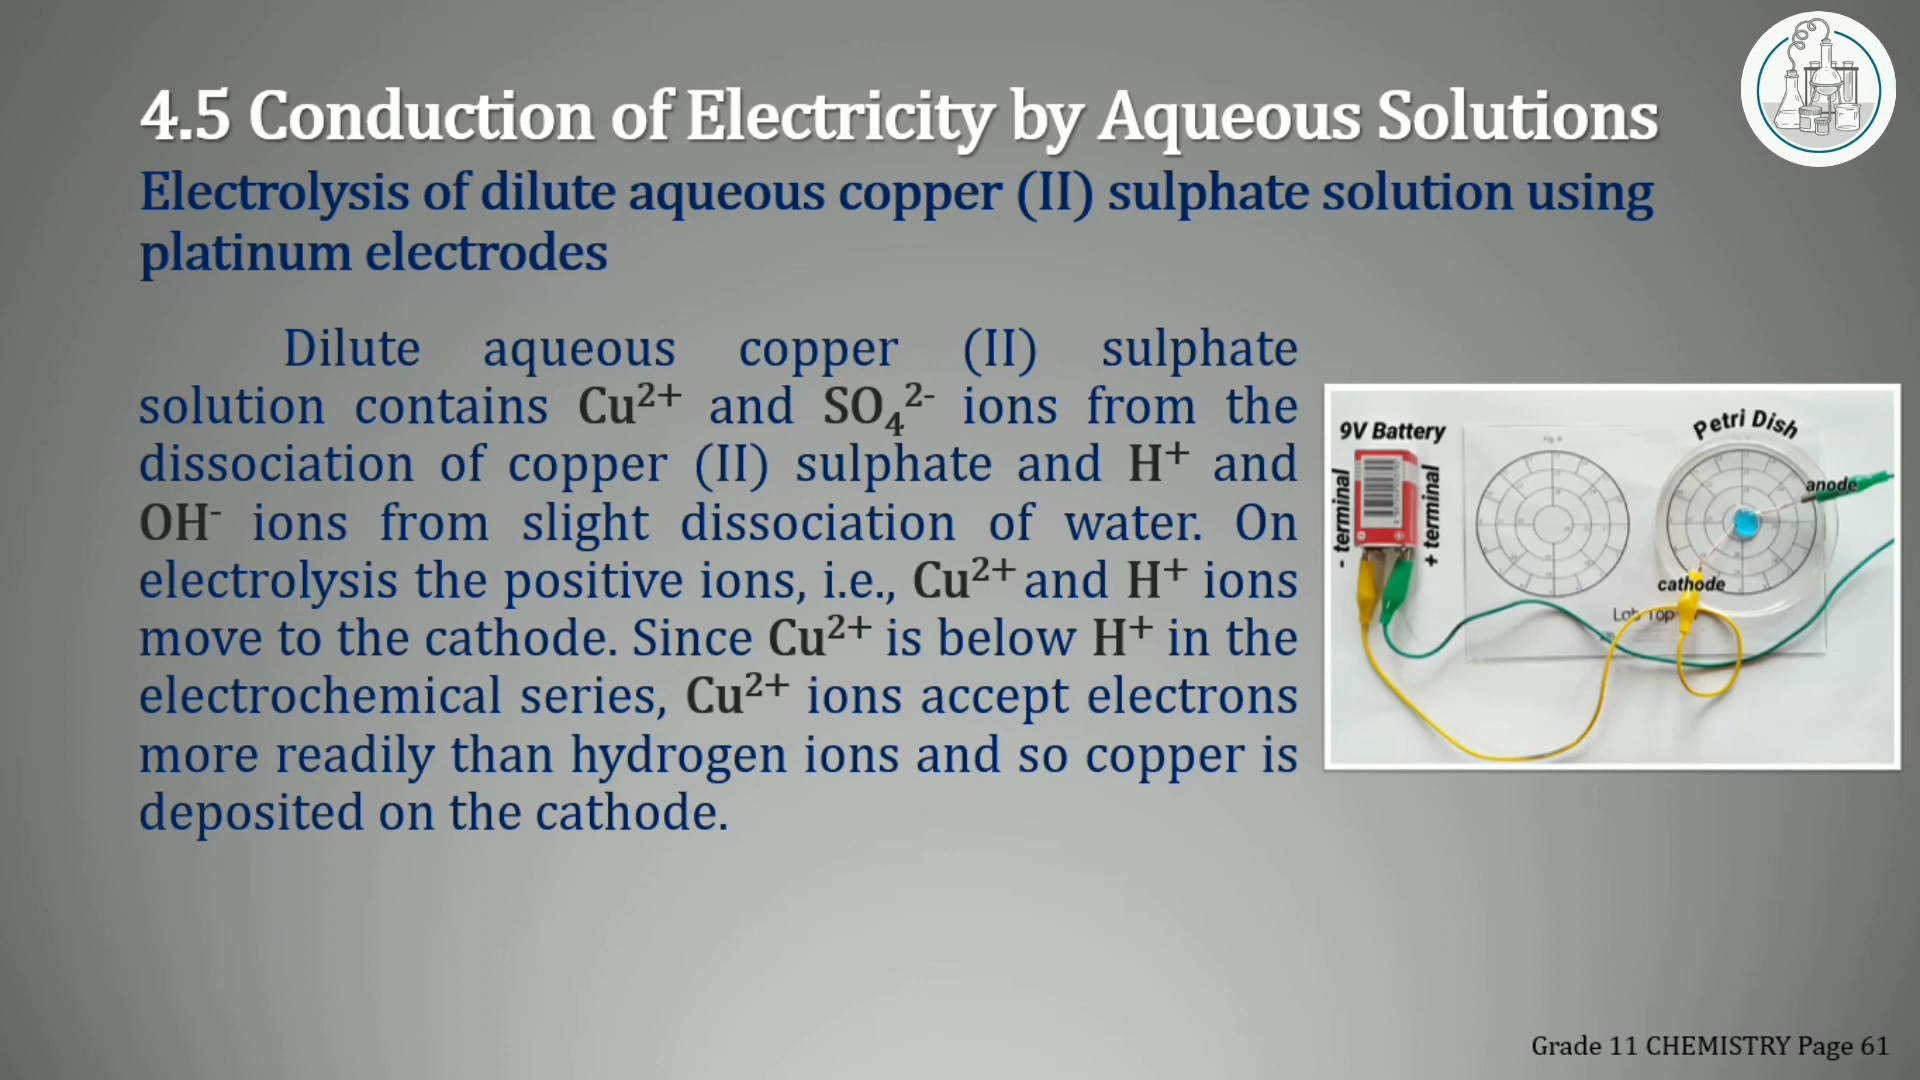 4.5 Conduction of Electricity by Aqueous Solutions
Electrolysis of dilute aqueous copper (II) sulphate solution using
platinum electrodes
Dilute aqueous copper (II) sulphate
solution contains Cu²⁺ and SO₄²⁻ ions from the
dissociation of copper (II) sulphate and H⁺ and
OH⁻ ions from slight dissociation of water. On
electrolysis the positive ions, i.e., Cu²⁺ and H⁺ ions
move to the cathode. Since Cu²⁺ is below H⁺ in the
electrochemical series, Cu²⁺ ions accept electrons
more readily than hydrogen ions and so copper is
deposited on the cathode.
9V Battery
- terminal
+ terminal
Petri Dish
anode
cathode
Grade 11 CHEMISTRY Page 61